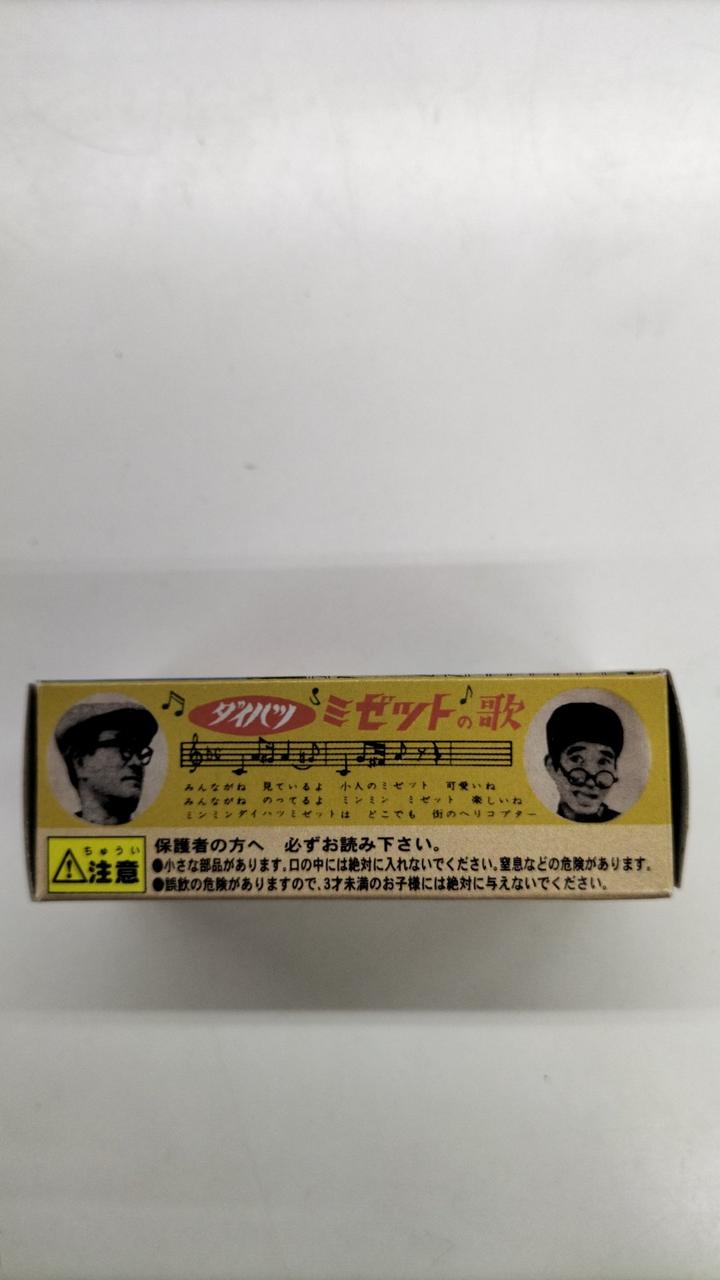 ダイハツ ミゼットの歌
みんながね 見ているよ 小人のミゼット 可愛いね
みんながね のってるよ ミンミン ミゼット 楽しいね
ミンミンダイハツミゼットは どこでも 街のヘリコプター
ちゅうい
注意
保護者の方へ 必ずお読み下さい。
●小さな部品があります。口の中には絶対に入れないでください。窒息などの危険があります。
●誤飲の危険がありますので、3才未満のお子様には絶対に与えないでください。